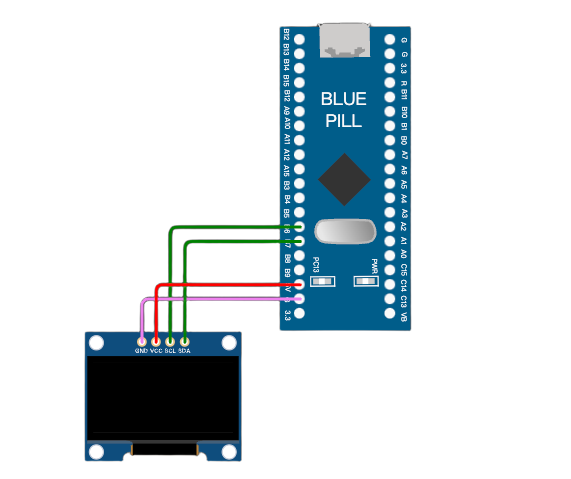 B12
B13
B14
B15
B12
A9
A10
A11
A12
A15
B3
B4
B5
B6
B7
B8
B9
5V
3.3
BLUE
PILL
PC13
PWR
G
G
3.3
R
B11
B10
B1
B0
A7
A6
A5
A4
A3
A2
A1
A0
C15
C14
C13
VB
GND VCC SCL SDA